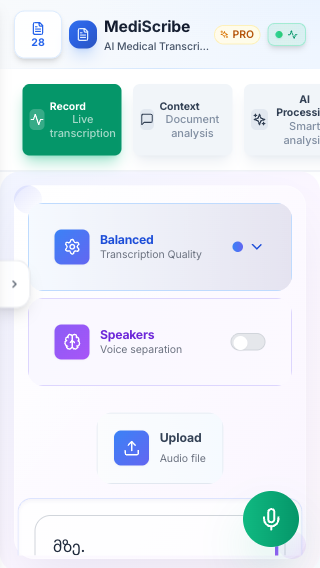 28
MediScribe
AI Medical Transcri...
PRO
Record
Live
transcription
Context
Document
analysis
AI
Processi
Smart
analysi
Balanced
Transcription Quality
Speakers
Voice separation
Upload
Audio file
მზე.